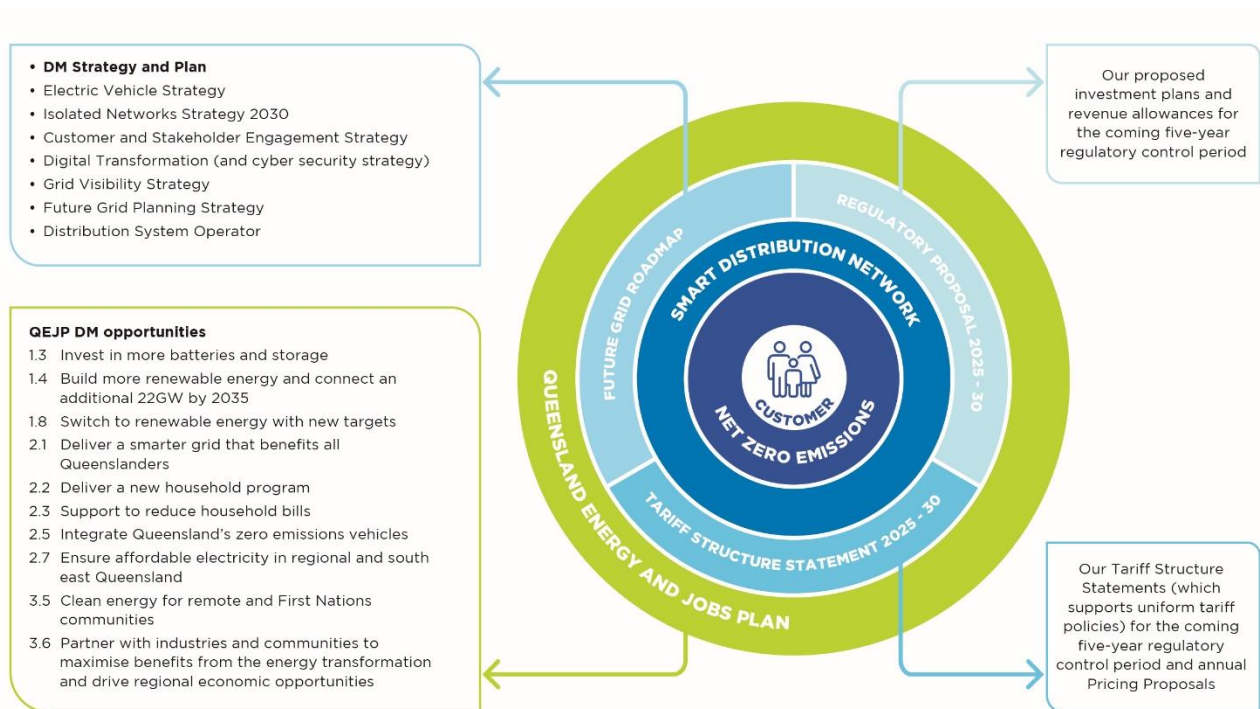 • DM Strategy and Plan
• Electric Vehicle Strategy
• Isolated Networks Strategy 2030
• Customer and Stakeholder Engagement Strategy
• Digital Transformation (and cyber security strategy)
• Grid Visibility Strategy
• Future Grid Planning Strategy
• Distribution System Operator
QEJP DM opportunities
1.3 Invest in more batteries and storage
1.4 Build more renewable energy and connect an
additional 22GW by 2035
1.8 Switch to renewable energy with new targets
2.1 Deliver a smarter grid that benefits all
Queenslanders
2.2 Deliver a new household program
2.3 Support to reduce household bills
2.5 Integrate Queensland’s zero emissions vehicles
2.7 Ensure affordable electricity in regional and south
east Queensland
3.5 Clean energy for remote and First Nations
communities
3.6 Partner with industries and communities to
maximise benefits from the energy transformation
and drive regional economic opportunities
FUTURE GRID ROADMAP
REGULATORY PROPOSAL 2025 - 30
SMART DISTRIBUTION NETWORK
CUSTOMER
NET ZERO EMISSIONS
TARIFF STRUCTURE STATEMENT 2025 - 30
QUEENSLAND ENERGY AND JOBS PLAN
Our proposed
investment plans and
revenue allowances for
the coming five-year
regulatory control period
Our Tariff Structure
Statements (which
supports uniform tariff
policies) for the coming
five-year regulatory
control period and annual
Pricing Proposals